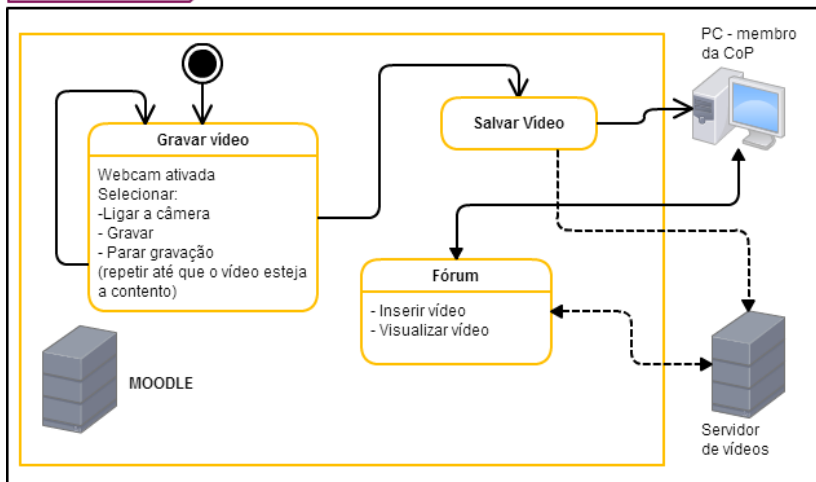 PC - membro
da CoP
Gravar vídeo
Salvar Vídeo
Webcam ativada
Selecionar:
-Ligar a câmera
- Gravar
- Parar gravação
(repetir até que o vídeo esteja
a contento)
Fórum
- Inserir vídeo
- Visualizar vídeo
MOODLE
Servidor
de vídeos